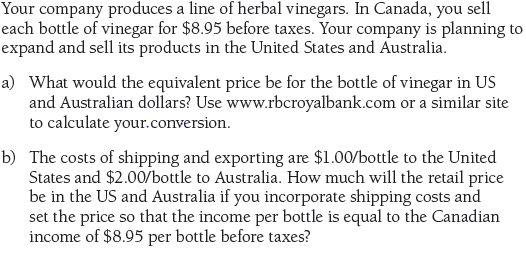 Your company produces a line of herbal vinegars. In Canada, you sell
each bottle of vinegar for $8.95 before taxes. Your company is planning to
expand and sell its products in the United States and Australia.
a) What would the equivalent price be for the bottle of vinegar in US
and Australian dollars? Use www.rbcroyalbank.com or a similar site
to calculate your.conversion.
b) The costs of shipping and exporting are $1.00/bottle to the United
States and $2.00/bottle to Australia. How much will the retail price
be in the US and Australia if you incorporate shipping costs and
set the price so that the income per bottle is equal to the Canadian
income of $8.95 per bottle before taxes?